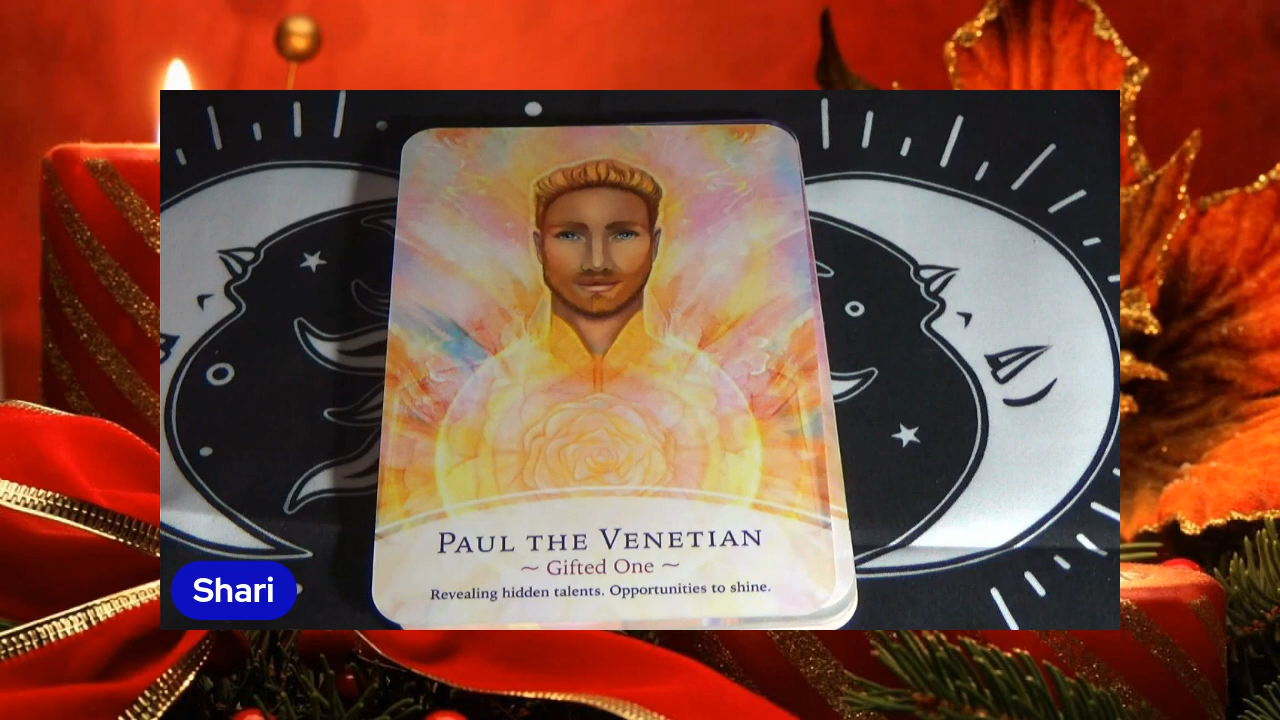 PAUL THE VENETIAN
~ Gifted One ~
Revealing hidden talents. Opportunities to shine.
Shari